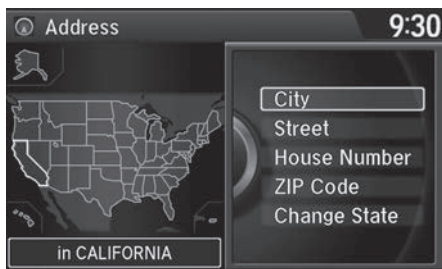 Address
9:30
City
Street
House Number
ZIP Code
Change State
in CALIFORNIA